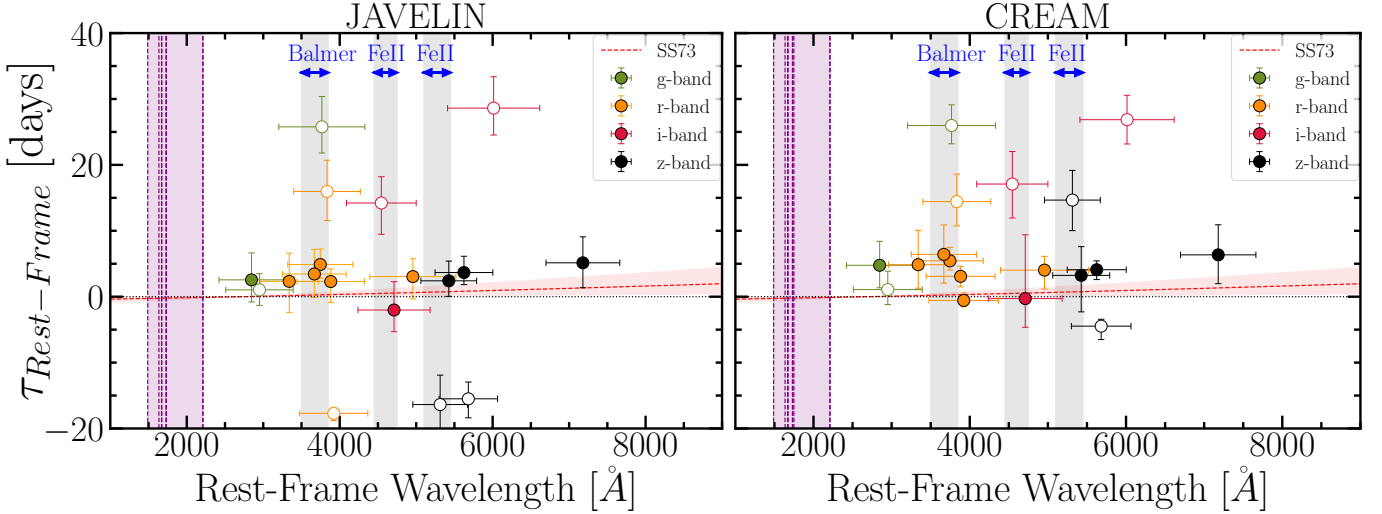 JAVELIN
CREAM
τRest−Frame [days]
40
20
0
−20
Balmer
FeII
FeII
SS73
g-band
r-band
i-band
z-band
Balmer
FeII
FeII
SS73
g-band
r-band
i-band
z-band
2000
4000
6000
8000
2000
4000
6000
8000
Rest-Frame Wavelength [Å]
Rest-Frame Wavelength [Å]